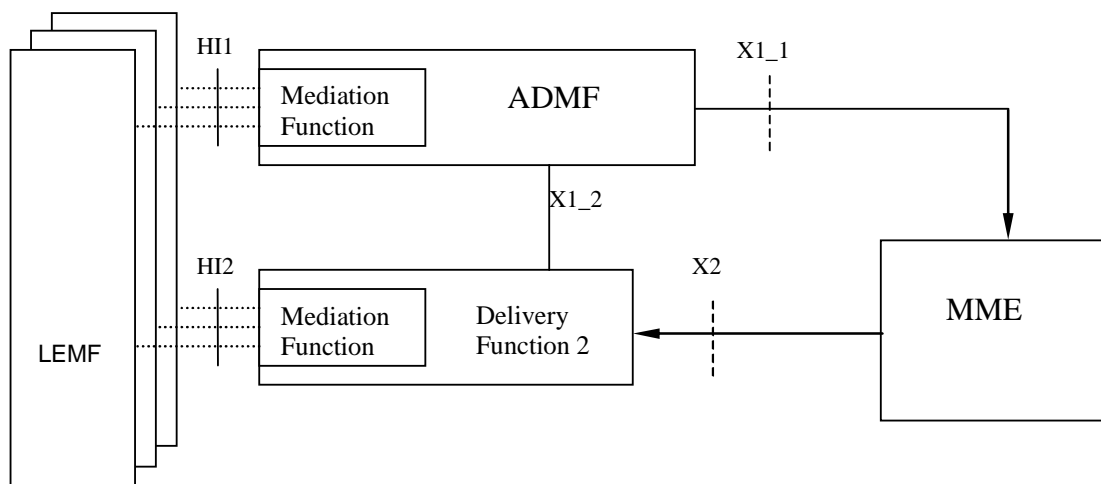 HI1
X1_1
Mediation
Function
ADMF
X1_2
HI2
X2
Mediation
Function
Delivery
Function 2
MME
LEMF